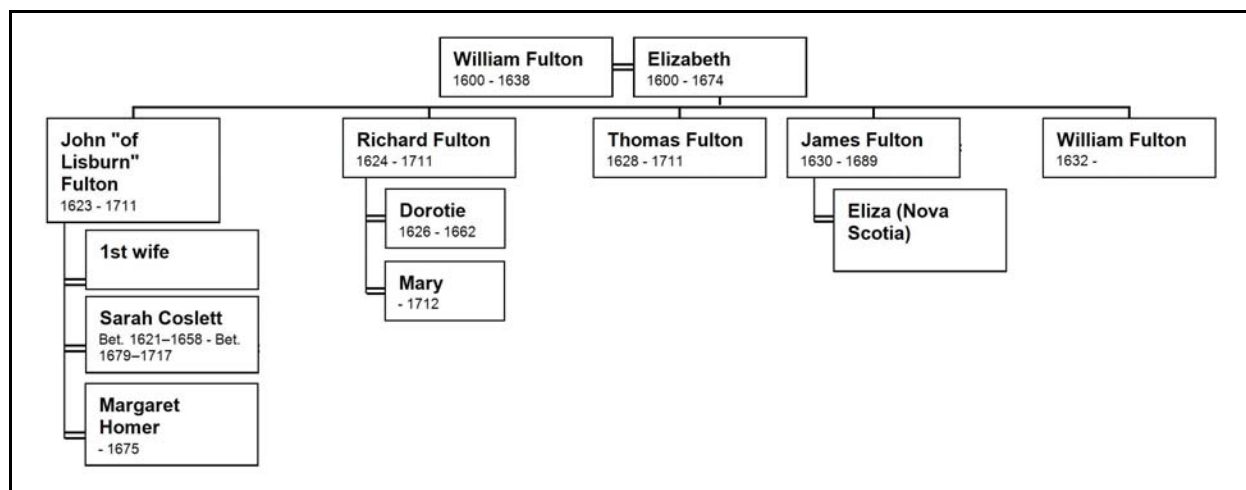 William Fulton
1600 - 1638
Elizabeth
1600 - 1674
John "of
Lisburn"
Fulton
1623 - 1711
Richard Fulton
1624 - 1711
Thomas Fulton
1628 - 1711
James Fulton
1630 - 1689
William Fulton
1632 -
1st wife
Sarah Coslett
Bet. 1621–1658 - Bet.
1679–1717
Margaret
Homer
- 1675
Dorotie
1626 - 1662
Mary
- 1712
Eliza (Nova
Scotia)